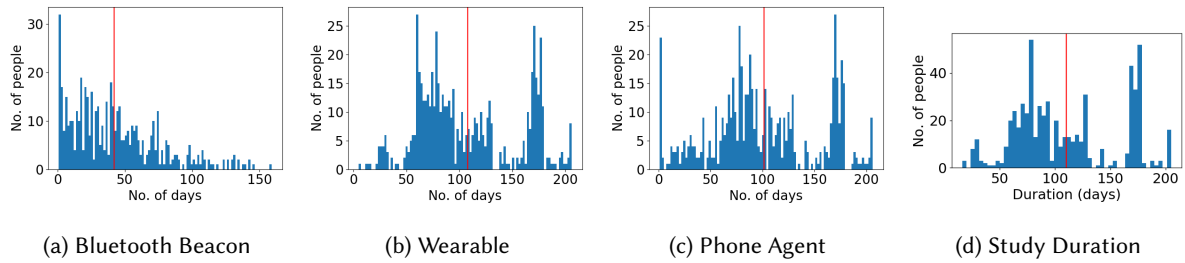 30
20
10
0
No. of people
0 50 100 150
No. of days
(a) Bluetooth Beacon
25
20
15
10
5
0
No. of people
0 50 100 150 200
No. of days
(b) Wearable
25
20
15
10
5
0
No. of people
0 50 100 150 200
No. of days
(c) Phone Agent
40
20
0
No. of people
50 100 150 200
Duration (days)
(d) Study Duration